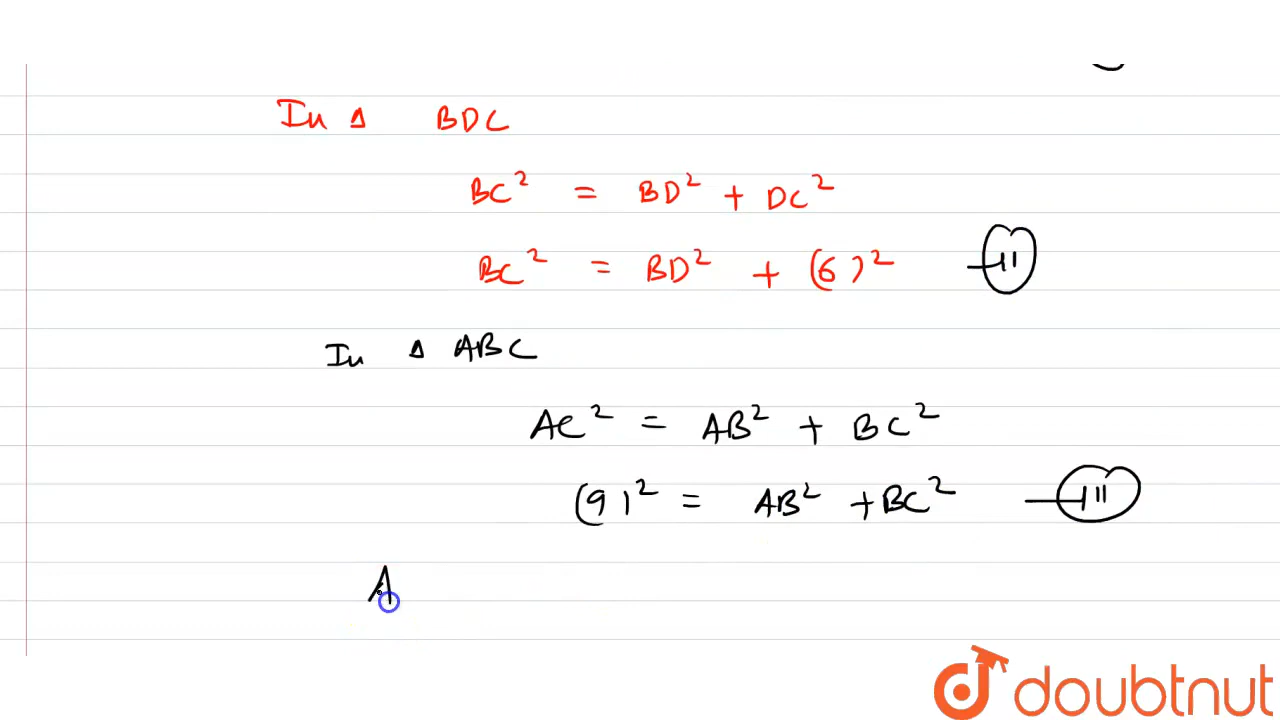 In Δ BDC
BC² = BD² + DC²
BC² = BD² + (6)² — II
In Δ ABC
AC² = AB² + BC²
(9)² = AB² + BC² — III
A
doubtnut